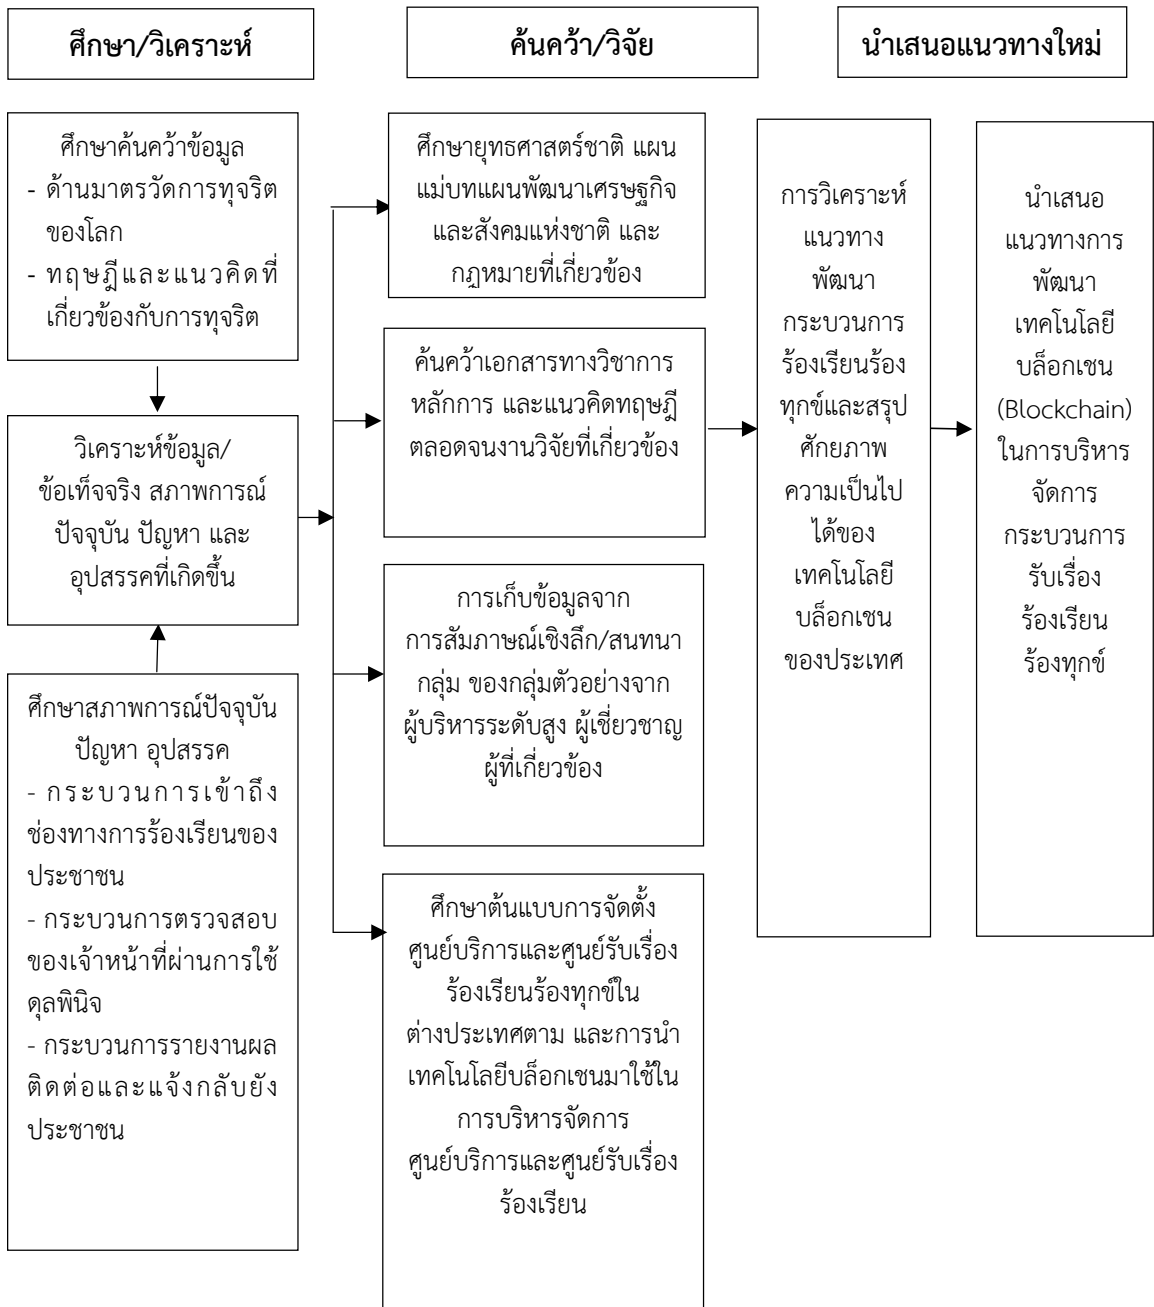 ศึกษา/วิเคราะห์
ค้นคว้า/วิจัย
นำเสนอแนวทางใหม่
ศึกษาค้นคว้าข้อมูล
- ด้านมาตรวัดการทุจริต
ของโลก
- ทฤษฎีและแนวคิดที่
เกี่ยวข้องกับการทุจริต
วิเคราะห์ข้อมูล/
ข้อเท็จจริง สภาพการณ์
ปัจจุบัน ปัญหา และ
อุปสรรคที่เกิดขึ้น
ศึกษาสภาพการณ์ปัจจุบัน
ปัญหา อุปสรรค
- กระบวนการเข้าถึง
ช่องทางการร้องเรียนของ
ประชาชน
- กระบวนการตรวจสอบ
ของเจ้าหน้าที่ผ่านการใช้
ดุลพินิจ
- กระบวนการรายงานผล
ติดต่อและแจ้งกลับยัง
ประชาชน
ศึกษายุทธศาสตร์ชาติ แผน
แม่บทแผนพัฒนาเศรษฐกิจ
และสังคมแห่งชาติ และ
กฎหมายที่เกี่ยวข้อง
ค้นคว้าเอกสารทางวิชาการ
หลักการ และแนวคิดทฤษฎี
ตลอดจนงานวิจัยที่เกี่ยวข้อง
การเก็บข้อมูลจาก
การสัมภาษณ์เชิงลึก/สนทนา
กลุ่ม ของกลุ่มตัวอย่างจาก
ผู้บริหารระดับสูง ผู้เชี่ยวชาญ
ผู้ที่เกี่ยวข้อง
ศึกษาต้นแบบการจัดตั้ง
ศูนย์บริการและศูนย์รับเรื่อง
ร้องเรียนร้องทุกข์ใน
ต่างประเทศตาม และการนำ
เทคโนโลยีบล็อกเชนมาใช้ใน
การบริหารจัดการ
ศูนย์บริการและศูนย์รับเรื่อง
ร้องเรียน
การวิเคราะห์
แนวทาง
พัฒนา
กระบวนการ
ร้องเรียนร้อง
ทุกข์และสรุป
ศักยภาพ
ความเป็นไป
ได้ของ
เทคโนโลยี
บล็อกเชน
ของประเทศ
นำเสนอ
แนวทางการ
พัฒนา
เทคโนโลยี
บล็อกเชน
(Blockchain)
ในการบริหาร
จัดการ
กระบวนการ
รับเรื่อง
ร้องเรียน
ร้องทุกข์